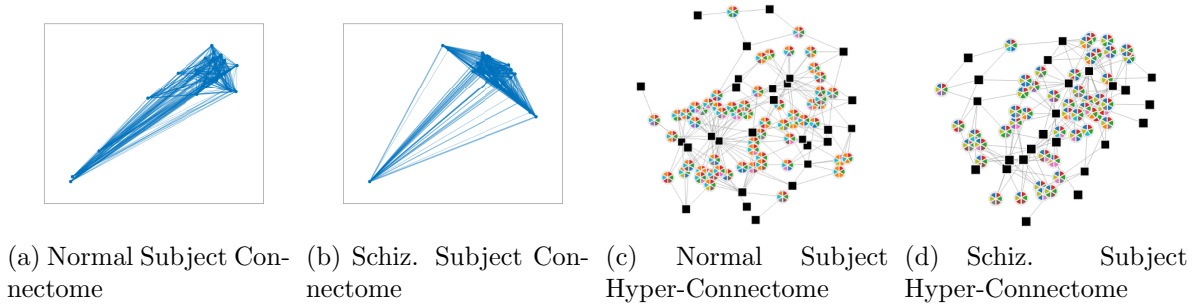 (a) Normal Subject Con-
nectome
(b) Schiz. Subject Con-
nectome
(c) Normal Subject
Hyper-Connectome
(d) Schiz. Subject
Hyper-Connectome